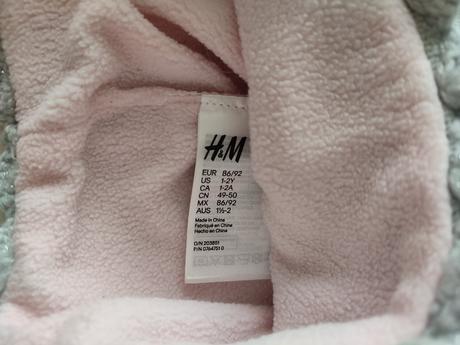 H&M
EUR 86/92
US 1-2Y
CA 1-2A
CN 49-50
MX 86/92
AUS 1½-2
Made in China
Fabriqué en Chine
Hecho en China
O/N 203851
P/N 0764751 0